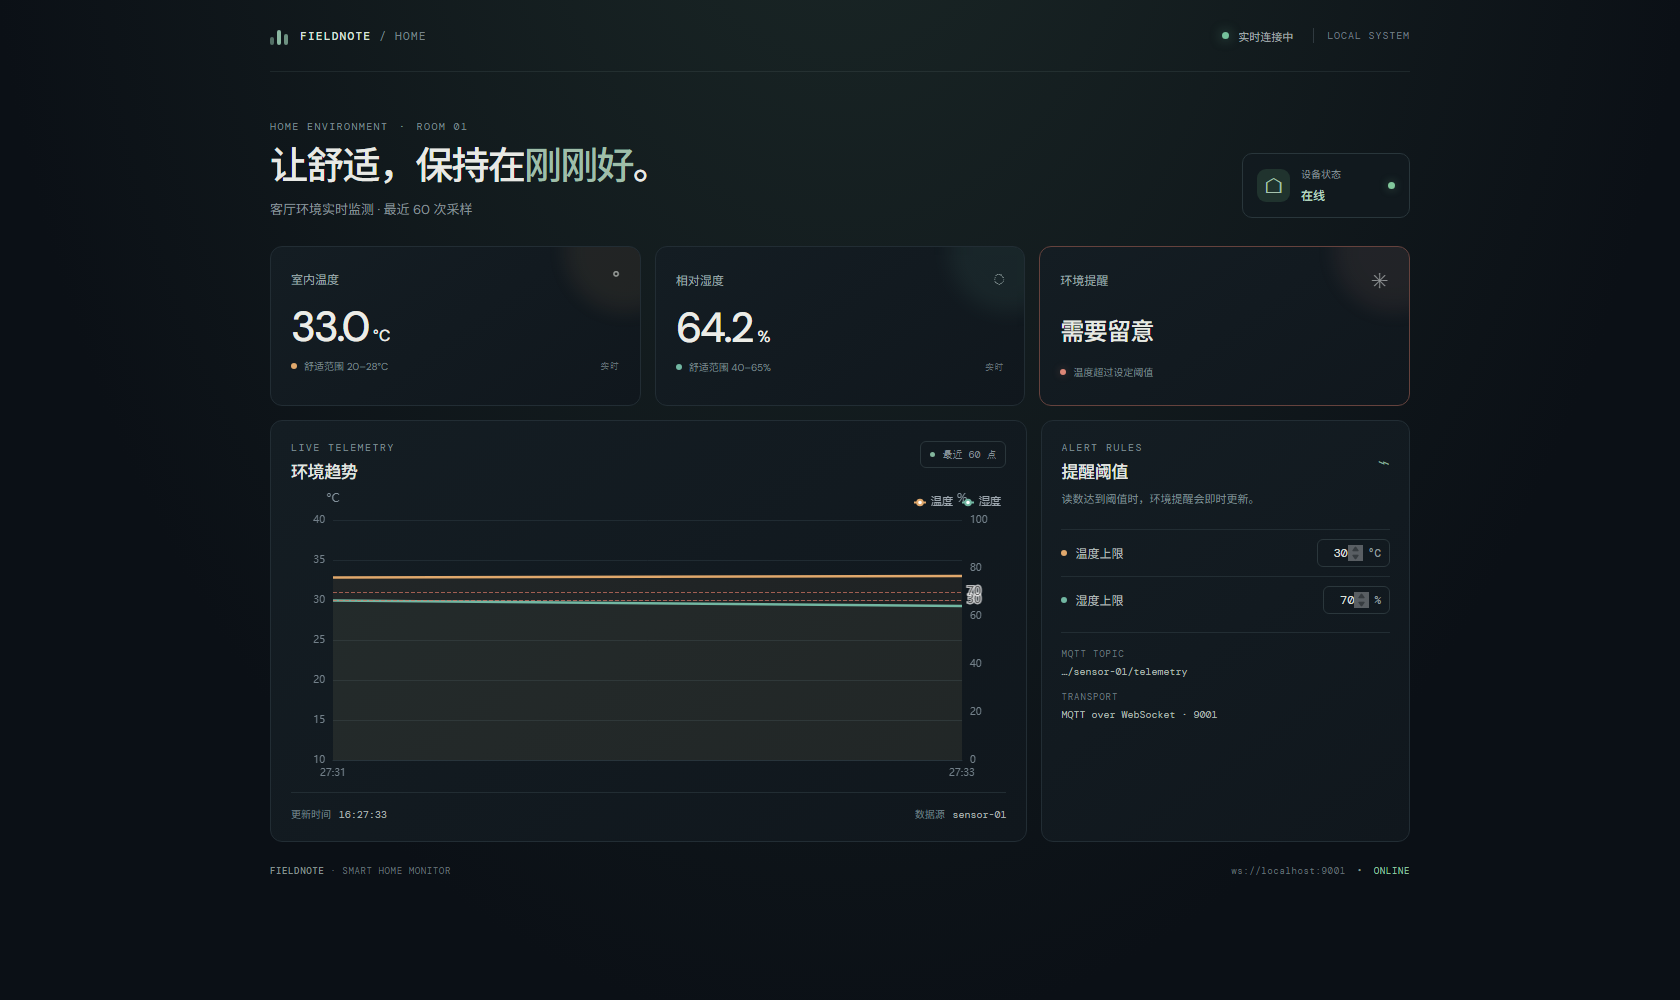 FIELDNOTE / HOME
实时连接中
LOCAL SYSTEM
HOME ENVIRONMENT · ROOM 01
让舒适，保持在刚刚好。
客厅环境实时监测 · 最近 60 次采样
设备状态
在线
室内温度
33.0 °C
舒适范围 20–28°C
实时
相对湿度
64.2 %
舒适范围 40–65%
实时
环境提醒
需要留意
温度超过设定阈值
LIVE TELEMETRY
环境趋势
最近 60 点
°C
温度
%
湿度
40
35
30
25
20
15
10
100
80
70
30
60
40
20
0
27:31
27:33
更新时间 16:27:33
数据源 sensor-01
ALERT RULES
提醒阈值
读数达到阈值时，环境提醒会即时更新。
温度上限
30 °C
湿度上限
70 %
MQTT TOPIC
…/sensor-01/telemetry
TRANSPORT
MQTT over WebSocket · 9001
FIELDNOTE · SMART HOME MONITOR
ws://localhost:9001 • ONLINE